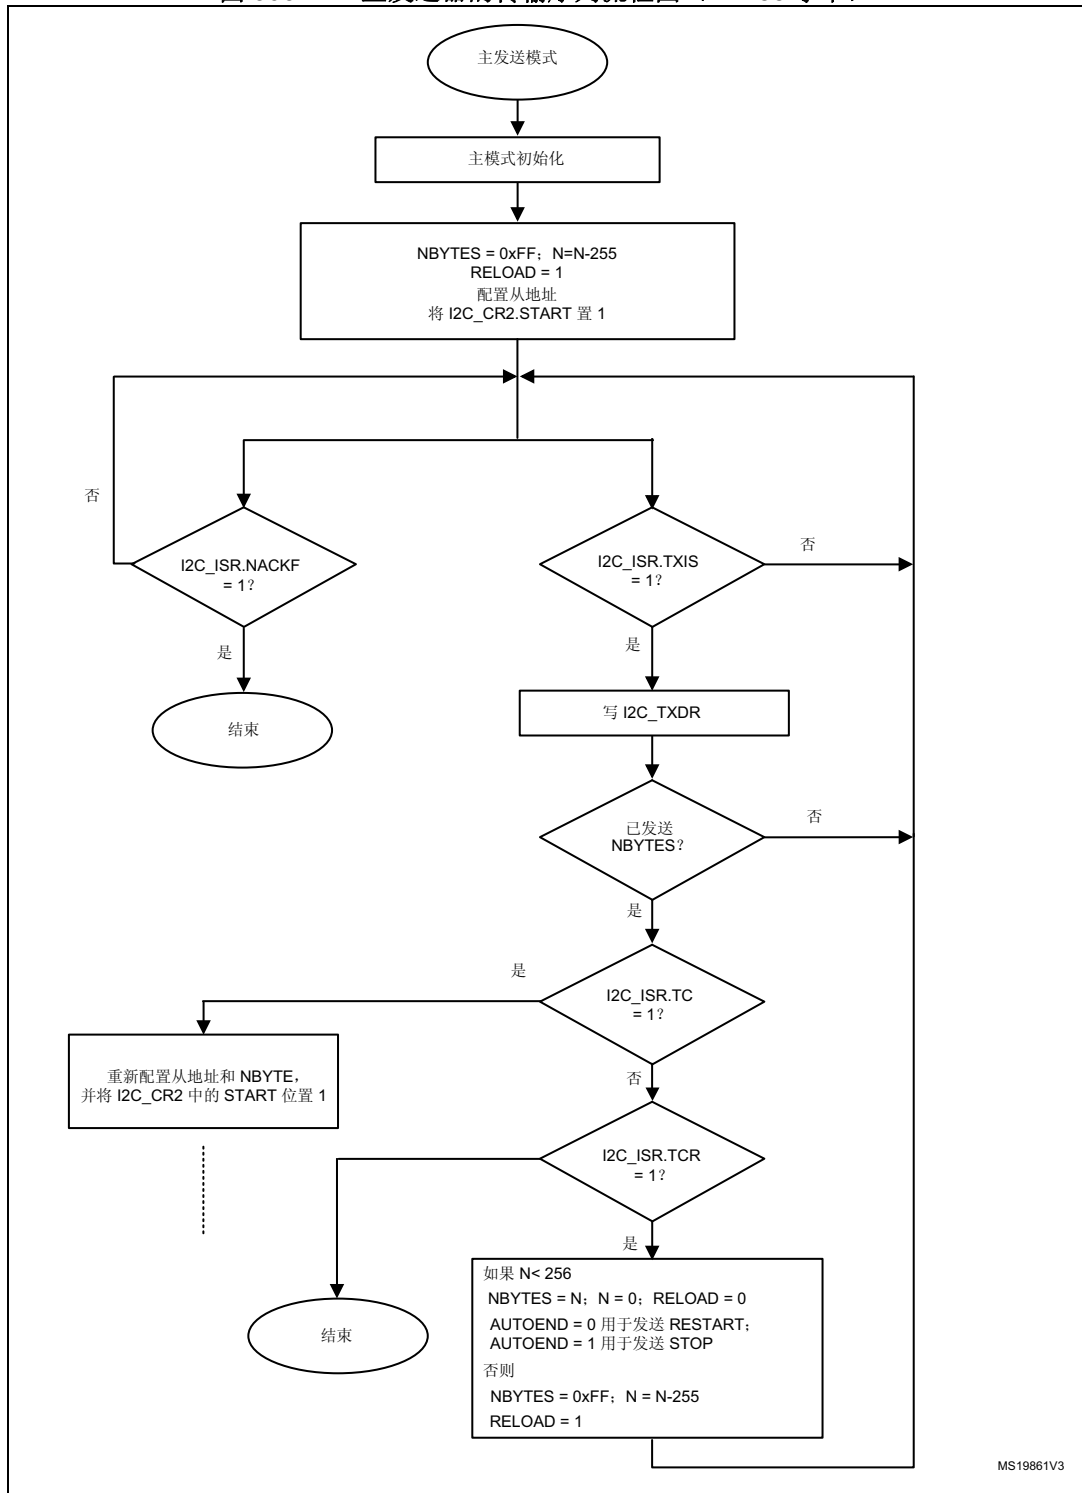 主发送模式
主模式初始化
NBYTES = 0xFF；N=N-255
RELOAD = 1
配置从地址
将 I2C_CR2.START 置 1
否
I2C_ISR.NACKF
= 1？
是
结束
I2C_ISR.TXIS
= 1？
否
是
写 I2C_TXDR
已发送
NBYTES？
否
是
I2C_ISR.TC
= 1？
是
重新配置从地址和 NBYTE，
并将 I2C_CR2 中的 START 位置 1
否
I2C_ISR.TCR
= 1？
结束
是
如果 N< 256
NBYTES = N；N = 0；RELOAD = 0
AUTOEND = 0 用于发送 RESTART；
AUTOEND = 1 用于发送 STOP
否则
NBYTES = 0xFF；N = N-255
RELOAD = 1
MS19861V3